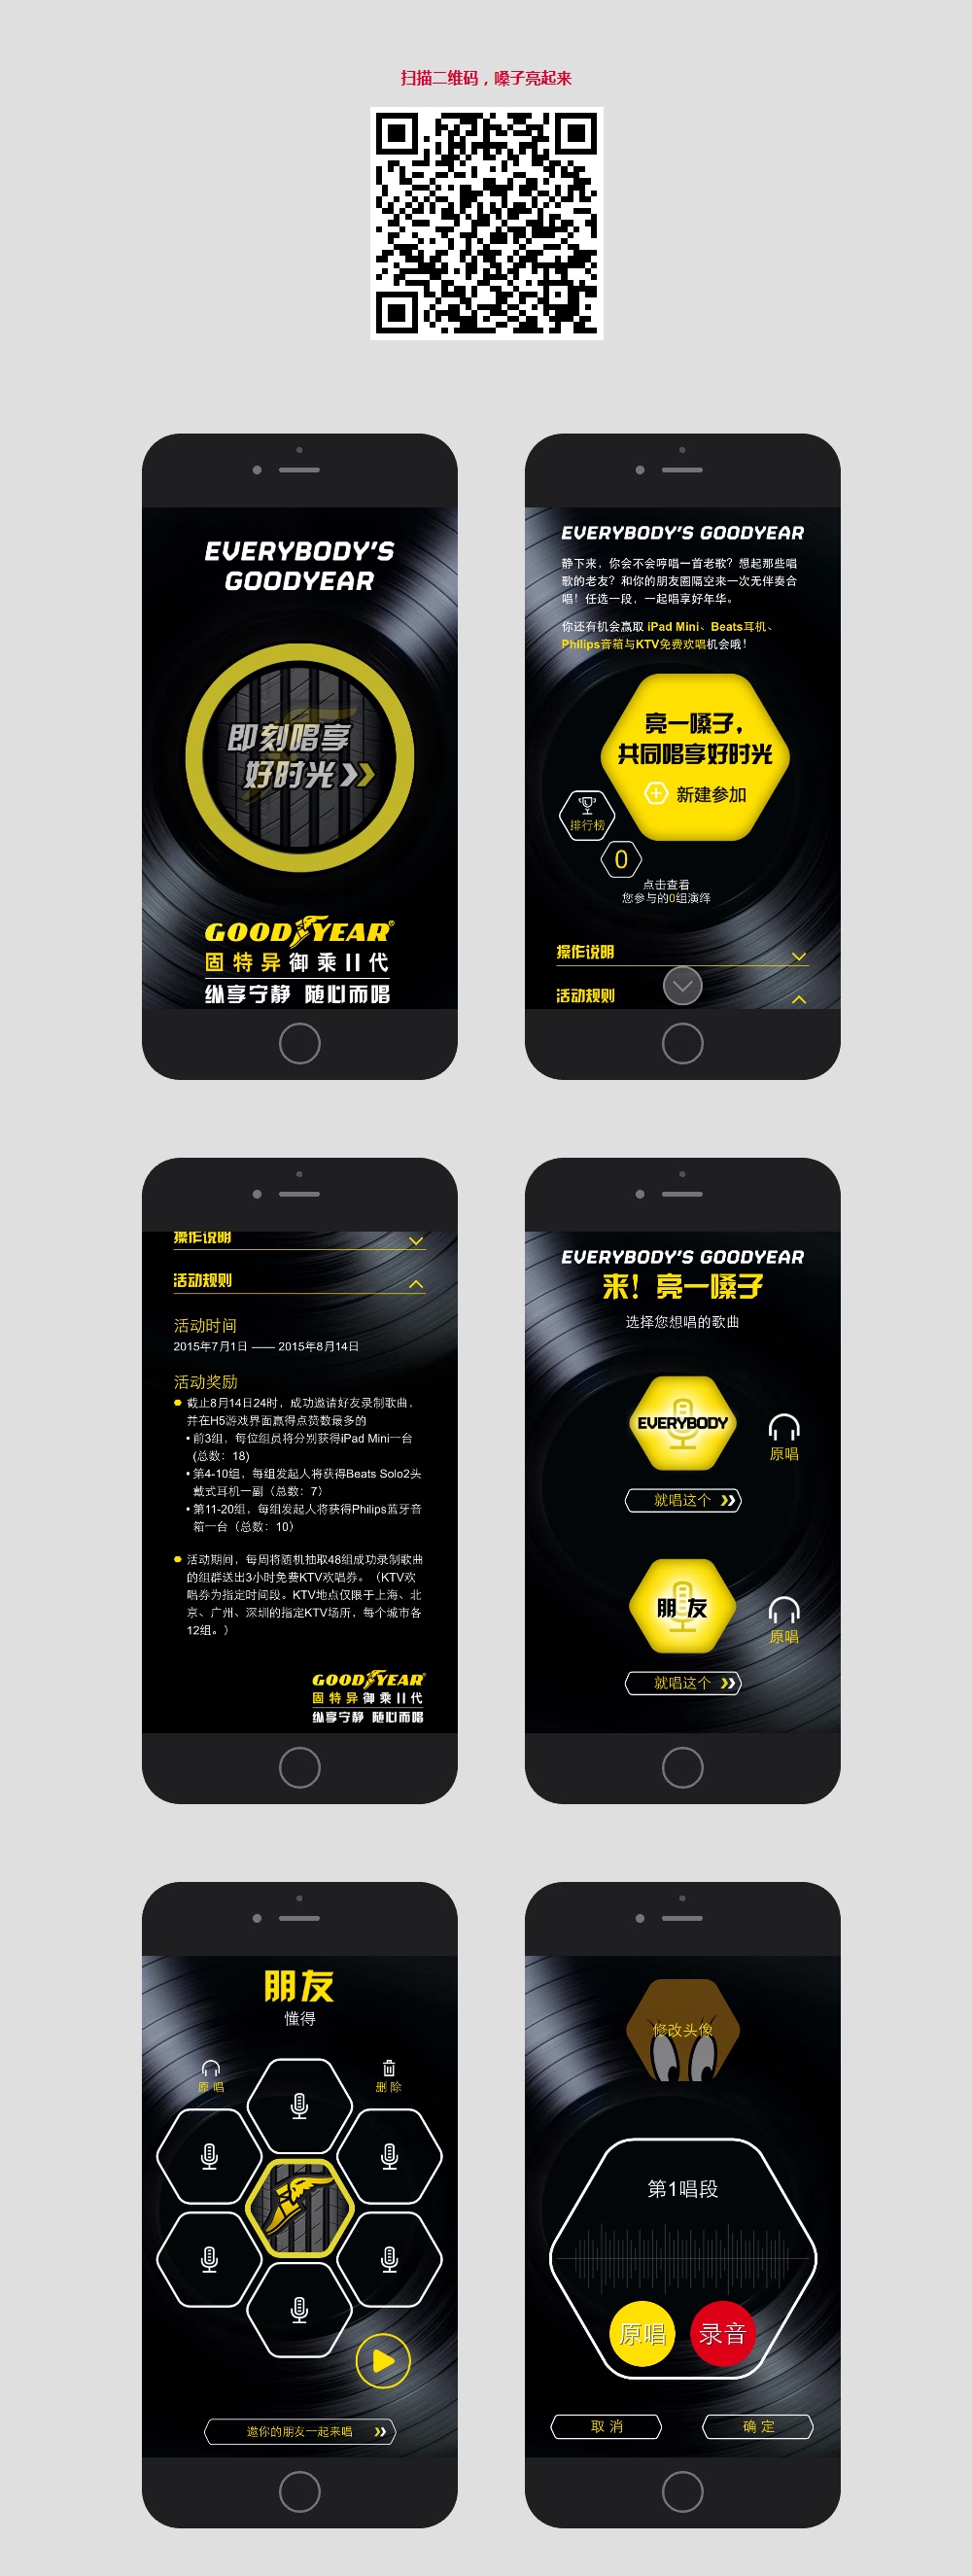 扫描二维码，嗓子亮起来
EVERYBODY'S
GOODYEAR
即刻唱享
好时光
GOODYEAR®
固特异御乘II代
纵享宁静 随心而唱
EVERYBODY'S GOODYEAR
静下来，你会不会哼唱一首老歌？想起那些唱
歌的老友？和你的朋友圈隔空来一次无伴奏合
唱！任选一段，一起唱享好年华。
你还有机会赢取 iPad Mini、Beats耳机、
Philips音箱与KTV免费欢唱机会哦！
亮一嗓子，
共同唱享好时光
新建参加
排行榜
0
点击查看
您参与的0组演绎
操作说明
活动规则
操作说明
活动规则
活动时间
2015年7月1日 —— 2015年8月14日
活动奖励
截止8月14日24时，成功邀请好友录制歌曲，
并在H5游戏界面赢得点赞数最多的
• 前3组，每位组员将分别获得iPad Mini一台
(总数：18)
• 第4-10组，每组发起人将获得Beats Solo2头
戴式耳机一副（总数：7）
• 第11-20组，每组发起人将获得Philips蓝牙音
箱一台（总数：10）
活动期间，每周将随机抽取48组成功录制歌曲
的组群送出3小时免费KTV欢唱券。（KTV欢
唱券为指定时间段。KTV地点仅限于上海、北
京、广州、深圳的指定KTV场所，每个城市各
12组。）
GOODYEAR®
固特异御乘II代
纵享宁静 随心而唱
EVERYBODY'S GOODYEAR
来！亮一嗓子
选择您想唱的歌曲
EVERYBODY
原唱
就唱这个
朋友
原唱
就唱这个
朋友
懂得
原唱
删除
邀你的朋友一起来唱
修改头像
第1唱段
原唱
录音
取消
确定